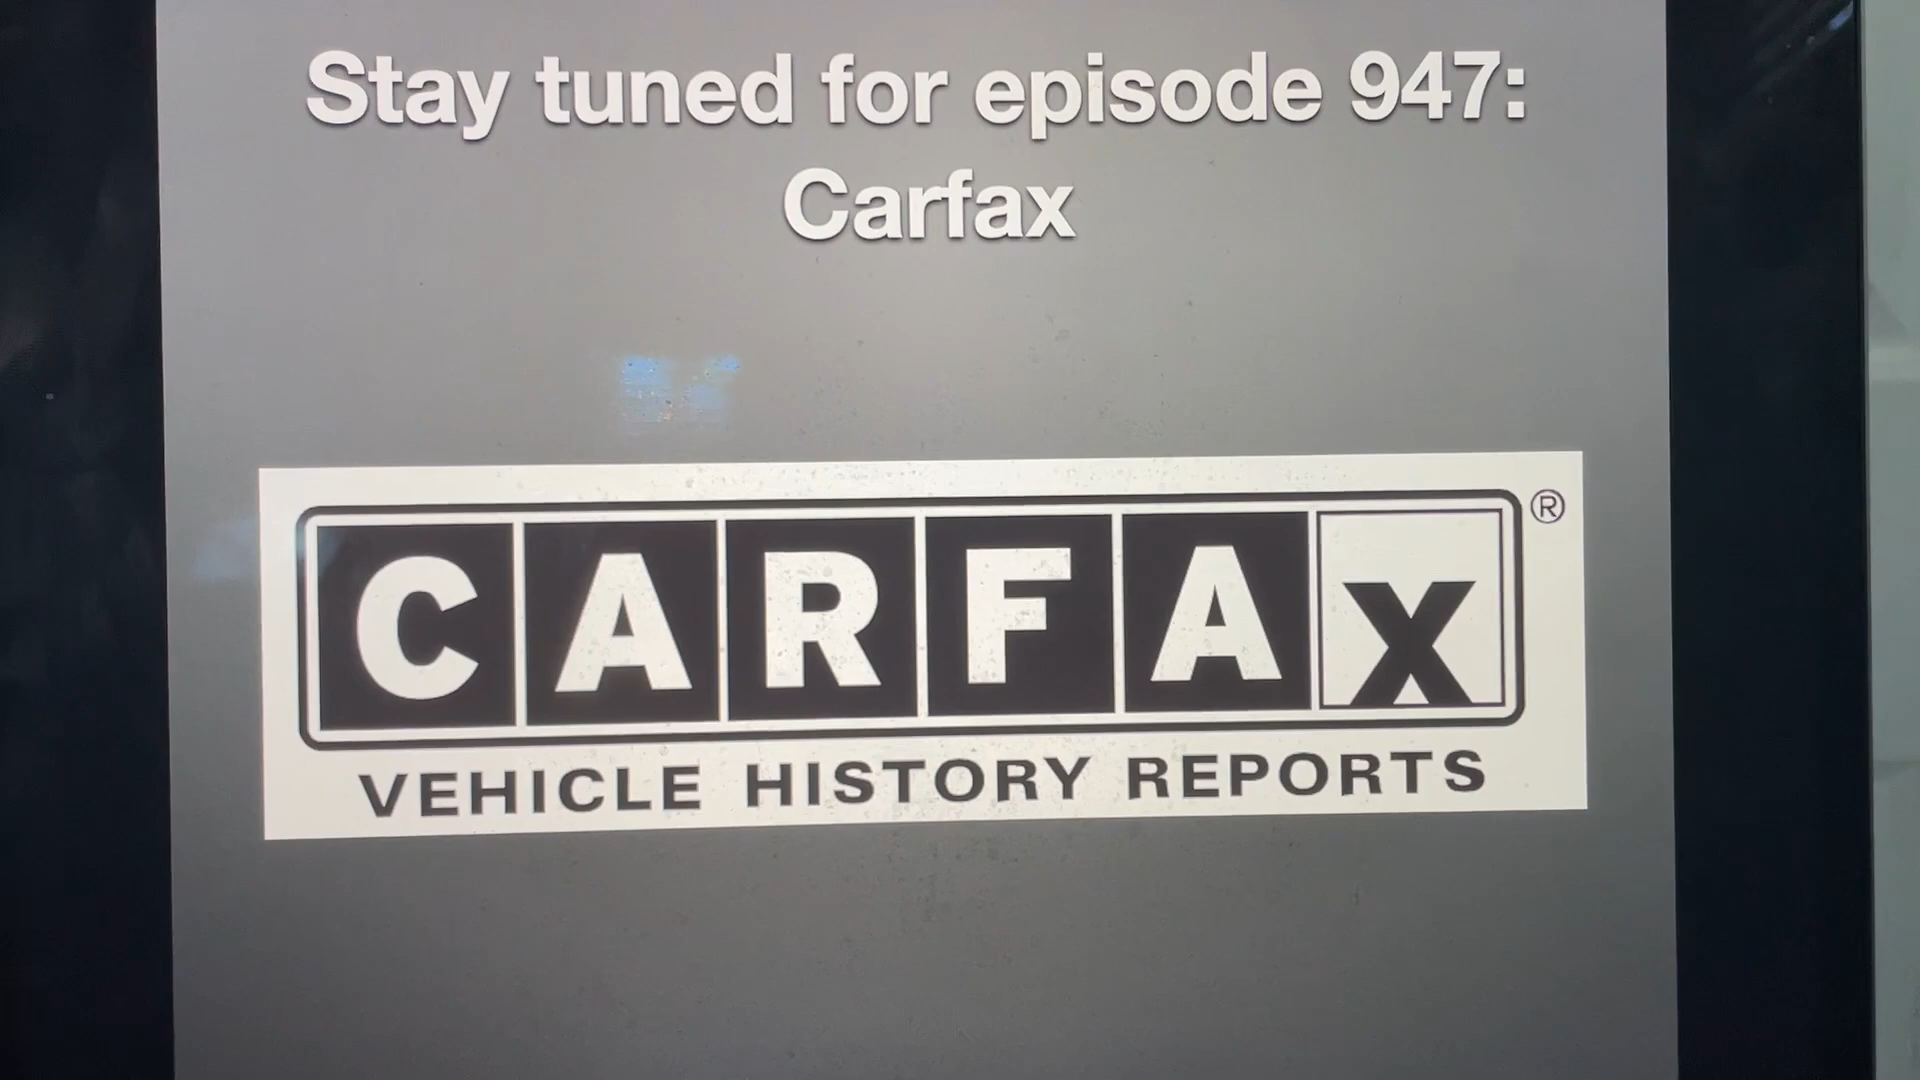 Stay tuned for episode 947:
Carfax
CARFAX®
VEHICLE HISTORY REPORTS